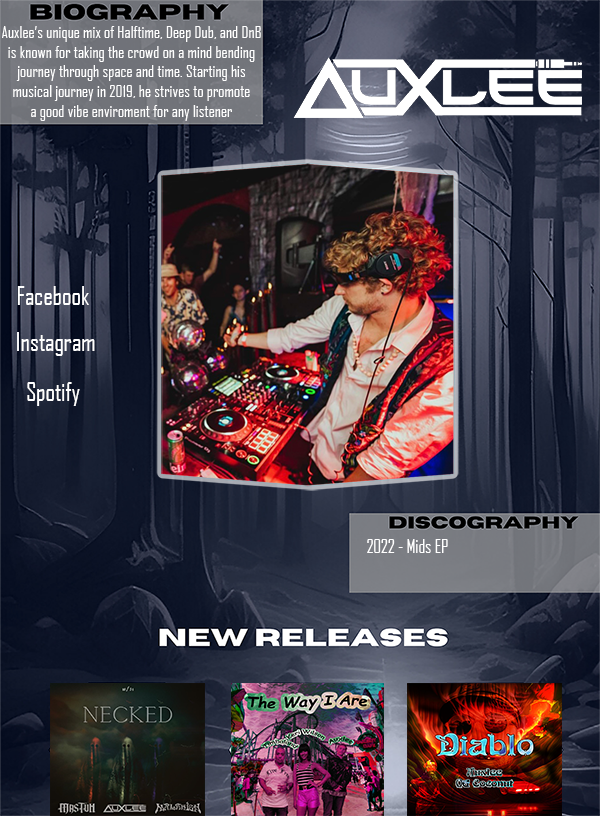 BIOGRAPHY
Auxlee's unique mix of Halftime, Deep Dub, and DnB
is known for taking the crowd on a mind bending
journey through space and time. Starting his
musical journey in 2019, he strives to promote
a good vibe enviroment for any listener
AUXLEE
Facebook
Instagram
Spotify
DISCOGRAPHY
2022 - Mids EP
NEW RELEASES
NECKED
AUXLEE
The Way I Are
Diablo
Auxlee
OG Coconut